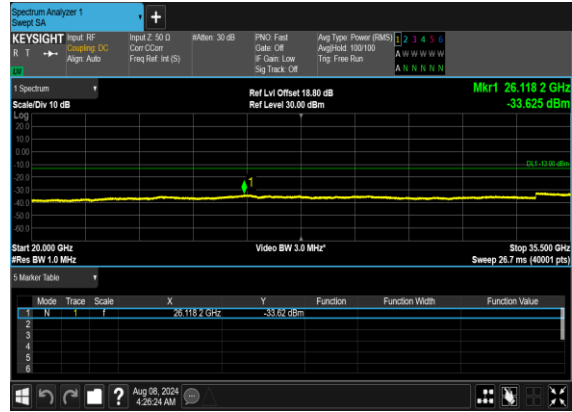 Spectrum Analyzer 1
Swept SA
+
KEYSIGHT Input: RF Input Z: 50 Ω #Atten: 30 dB PNO: Fast Avg Type: Power (RMS) 1 2 3 4 5 6
R T Coupling: DC Corr CCorr Gate: Off Avg|Hold: 100/100 A W W W W W
Align: Auto Freq Ref: Int (S) IF Gain: Low Trig: Free Run
Sig Track: Off A N N N N N
1 Spectrum Ref Lvl Offset 18.80 dB Mkr1 26.118 2 GHz
Scale/Div 10 dB Ref Level 30.00 dBm -33.625 dBm
Log
20.0
10.0
0.00
-10.0
DL1 -13.00 dBm
-20.0
1
-30.0
-40.0
-50.0
-60.0
Start 20.000 GHz Video BW 3.0 MHz* Stop 35.500 GHz
#Res BW 1.0 MHz Sweep 26.7 ms (40001 pts)
5 Marker Table
Mode Trace Scale X Y Function Function Width Function Value
1 N 1 f 26.118 2 GHz -33.62 dBm
2
3
4
5
6
? Aug 08, 2024
4:26:24 AM